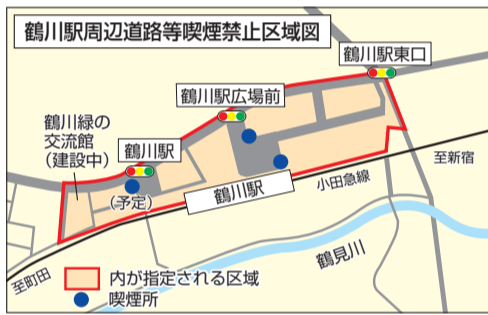 鶴川駅周辺道路等喫煙禁止区域図
鶴川駅東口
鶴川駅広場前
鶴川緑の
交流館
(建設中)
鶴川駅
(予定)
鶴川駅
小田急線
至新宿
鶴見川
至町田
内が指定される区域
喫煙所